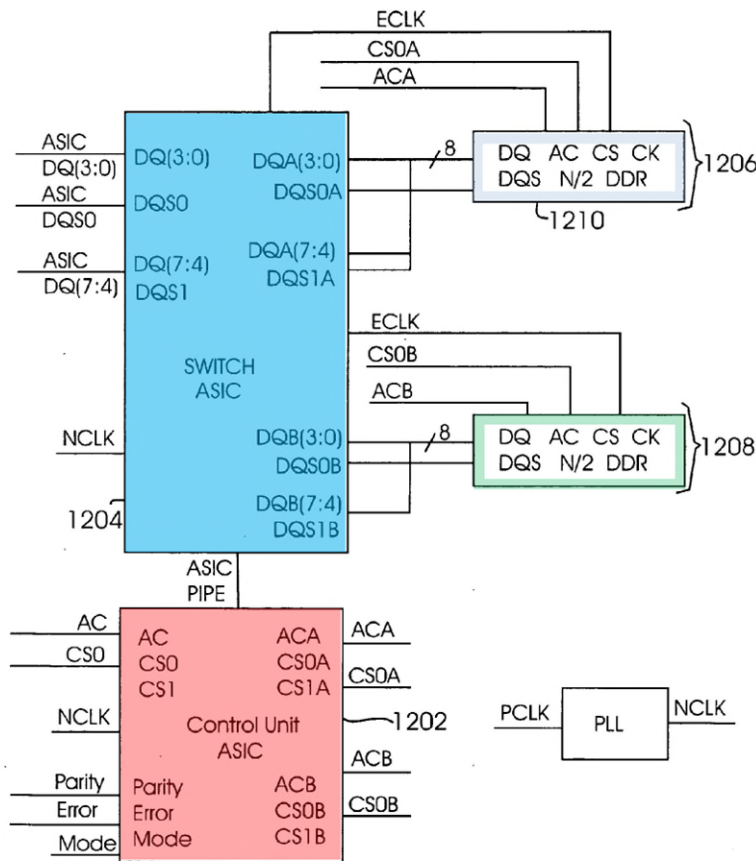 ECLK
CS0A
ACA
ASIC
DQ(3:0)
ASIC
DQS0
ASIC
DQ(7:4)
DQ(3:0)
DQS0
DQ(7:4)
DQS1
DQA(3:0)
DQS0A
DQA(7:4)
DQS1A
8
DQ AC CS CK
DQS N/2 DDR
1206
1210
SWITCH
ASIC
ECLK
CS0B
ACB
NCLK
DQB(3:0)
DQS0B
DQB(7:4)
DQS1B
8
DQ AC CS CK
DQS N/2 DDR
1208
1204
ASIC
PIPE
AC
CS0
NCLK
Parity
Error
Mode
AC
CS0
CS1
ACA
CS0A
CS1A
Control Unit
ASIC
Parity
Error
Mode
ACB
CS0B
CS1B
ACA
CS0A
1202
ACB
CS0B
PCLK
PLL
NCLK